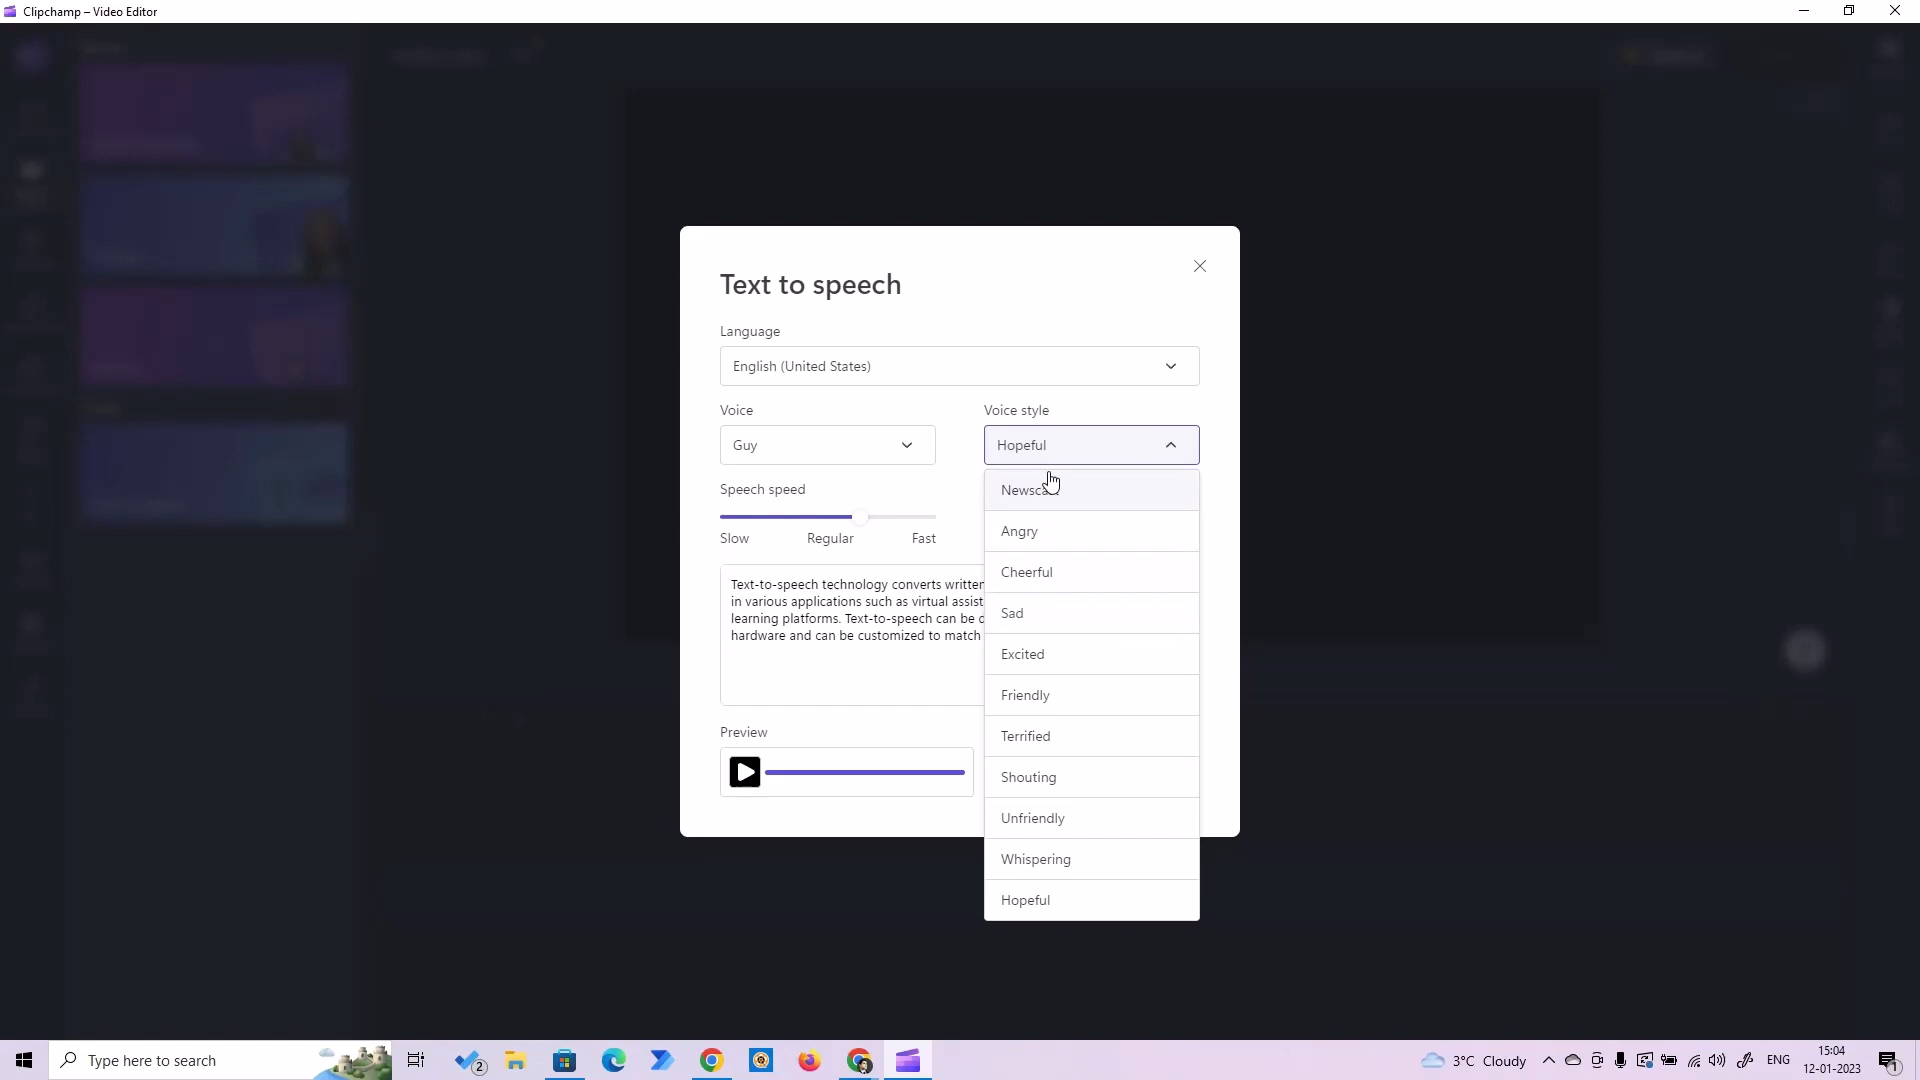 Clipchamp – Video Editor
Text to speech
Language
English (United States)
Voice
Voice style
Guy
Hopeful
Speech speed
Slow
Regular
Fast
Angry
Cheerful
Sad
Excited
Friendly
Terrified
Shouting
Unfriendly
Whispering
Hopeful
Text-to-speech technology converts
in various applications such as virtual
learning platforms. Text-to-speech can be
hardware and can be customized to match
Preview
Type here to search
2
3°C Cloudy
ENG
15:04
12-01-2023
1